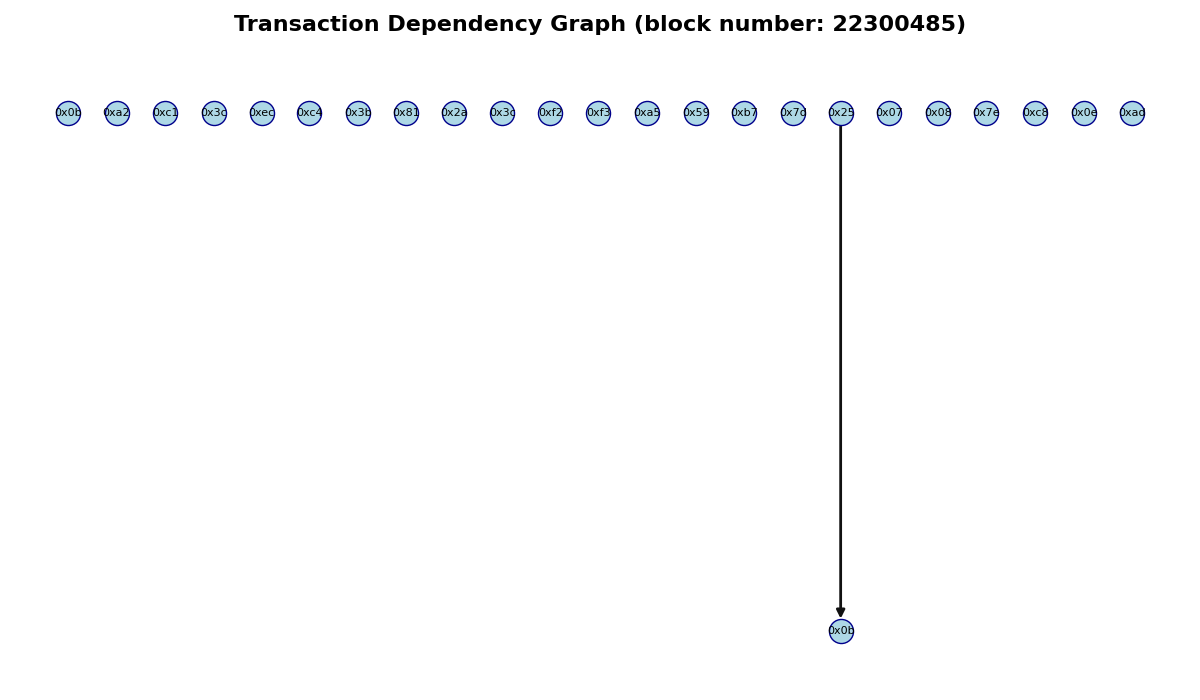 Transaction Dependency Graph (block number: 22300485)
0x0b 0xa2 0xc1 0x3c 0xec 0xc4 0x3b 0x81 0x2a 0x3c 0xf2 0xf3 0xa5 0x59 0xb7 0x7d 0x25 0x07 0x08 0x7e 0xc8 0x0e 0xad
0x0b